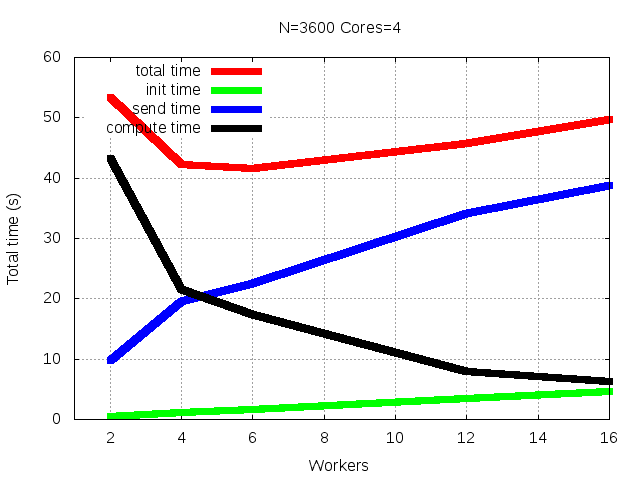 N=3600 Cores=4
total time
init time
send time
compute time
60
50
40
30
20
10
0
Total time (s)
2 4 6 8 10 12 14 16
Workers